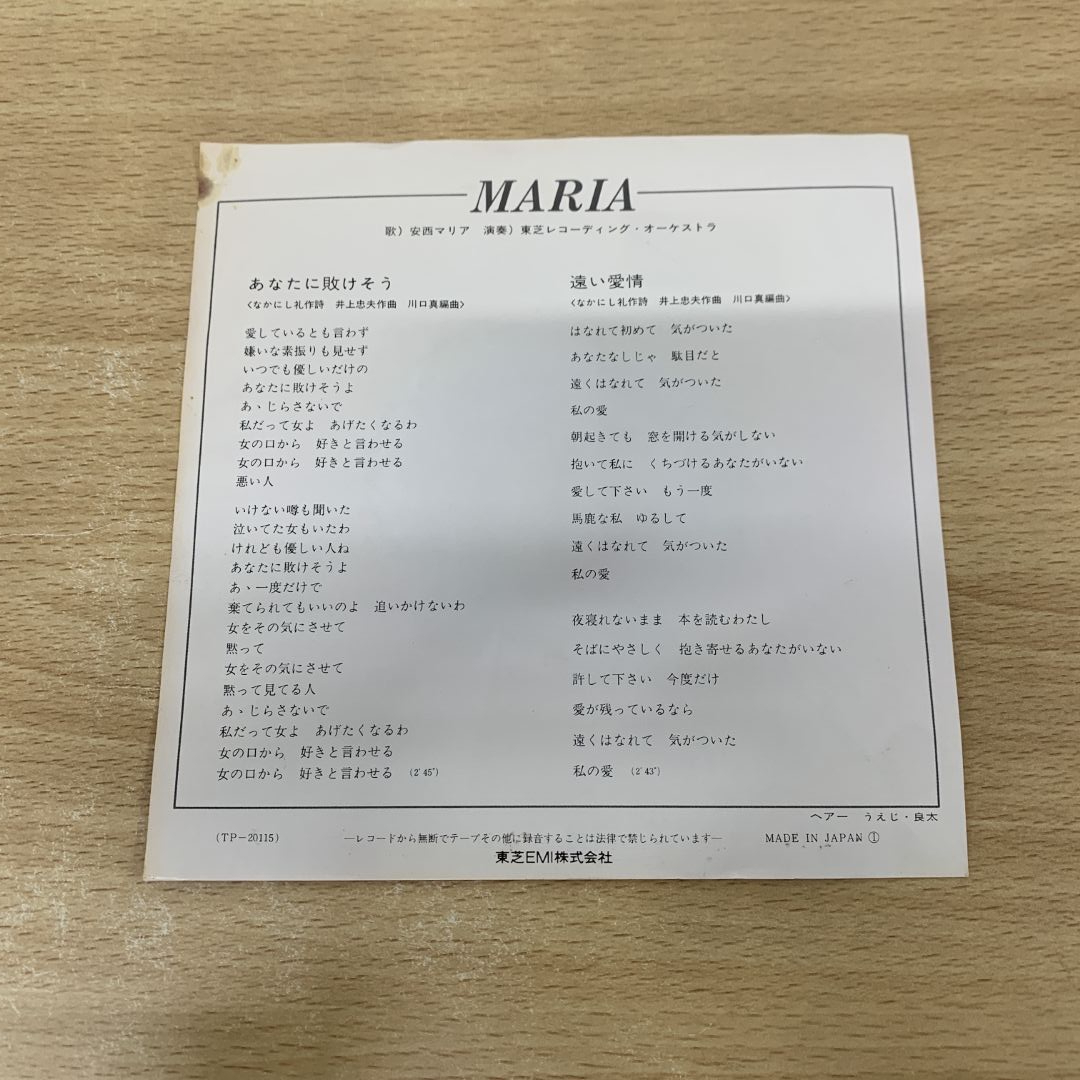 MARIA
歌）安西マリア　演奏）東芝レコーディング・オーケストラ
あなたに敗けそう
〈なかにし礼作詩　井上忠夫作曲　川口真編曲〉
愛しているとも言わず
嫌いな素振りも見せず
いつでも優しいだけの
あなたに敗けそうよ
あゝじらさないで
私だって女よ　あげたくなるわ
女の口から　好きと言わせる
女の口から　好きと言わせる
悪い人
いけない噂も聞いた
泣いてた女もいたわ
けれども優しい人ね
あなたに敗けそうよ
あゝ一度だけで
棄てられてもいいのよ　追いかけないわ
女をその気にさせて
黙って
女をその気にさせて
黙って見てる人
あゝじらさないで
私だって女よ　あげたくなるわ
女の口から　好きと言わせる
女の口から　好きと言わせる　（2′45″）
遠い愛情
〈なかにし礼作詩　井上忠夫作曲　川口真編曲〉
はなれて初めて　気がついた
あなたなしじゃ　駄目だと
遠くはなれて　気がついた
私の愛
朝起きても　窓を開ける気がしない
抱いて私に　くちづけるあなたがいない
愛して下さい　もう一度
馬鹿な私　ゆるして
遠くはなれて　気がついた
私の愛
夜寝れないまま　本を読むわたし
そばにやさしく　抱き寄せるあなたがいない
許して下さい　今度だけ
愛が残っているなら
遠くはなれて　気がついた
私の愛　（2′43″）
ヘアー　うえじ・良太
（TP−20115）　―レコードから無断でテープその他に録音することは法律で禁じられています―　MADE IN JAPAN ①
東芝EMI株式会社